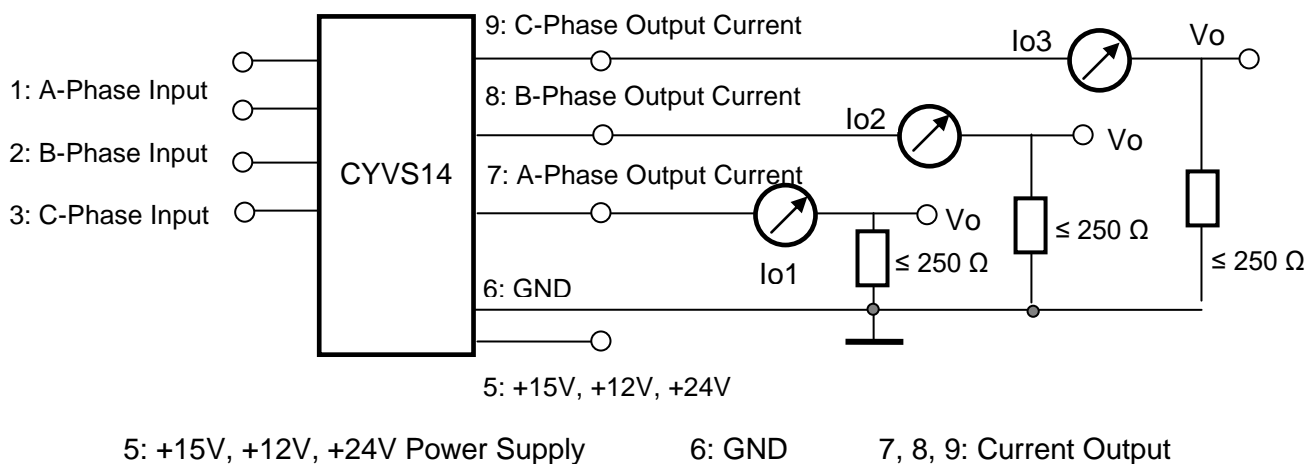 9: C-Phase Output Current
Io3
Vo
1: A-Phase Input
8: B-Phase Output Current
Io2
Vo
2: B-Phase Input
CYVS14
7: A-Phase Output Current
3: C-Phase Input
Vo
≤ 250 Ω
≤ 250 Ω
≤ 250 Ω
Io1
6: GND
5: +15V, +12V, +24V
5: +15V, +12V, +24V Power Supply 6: GND 7, 8, 9: Current Output